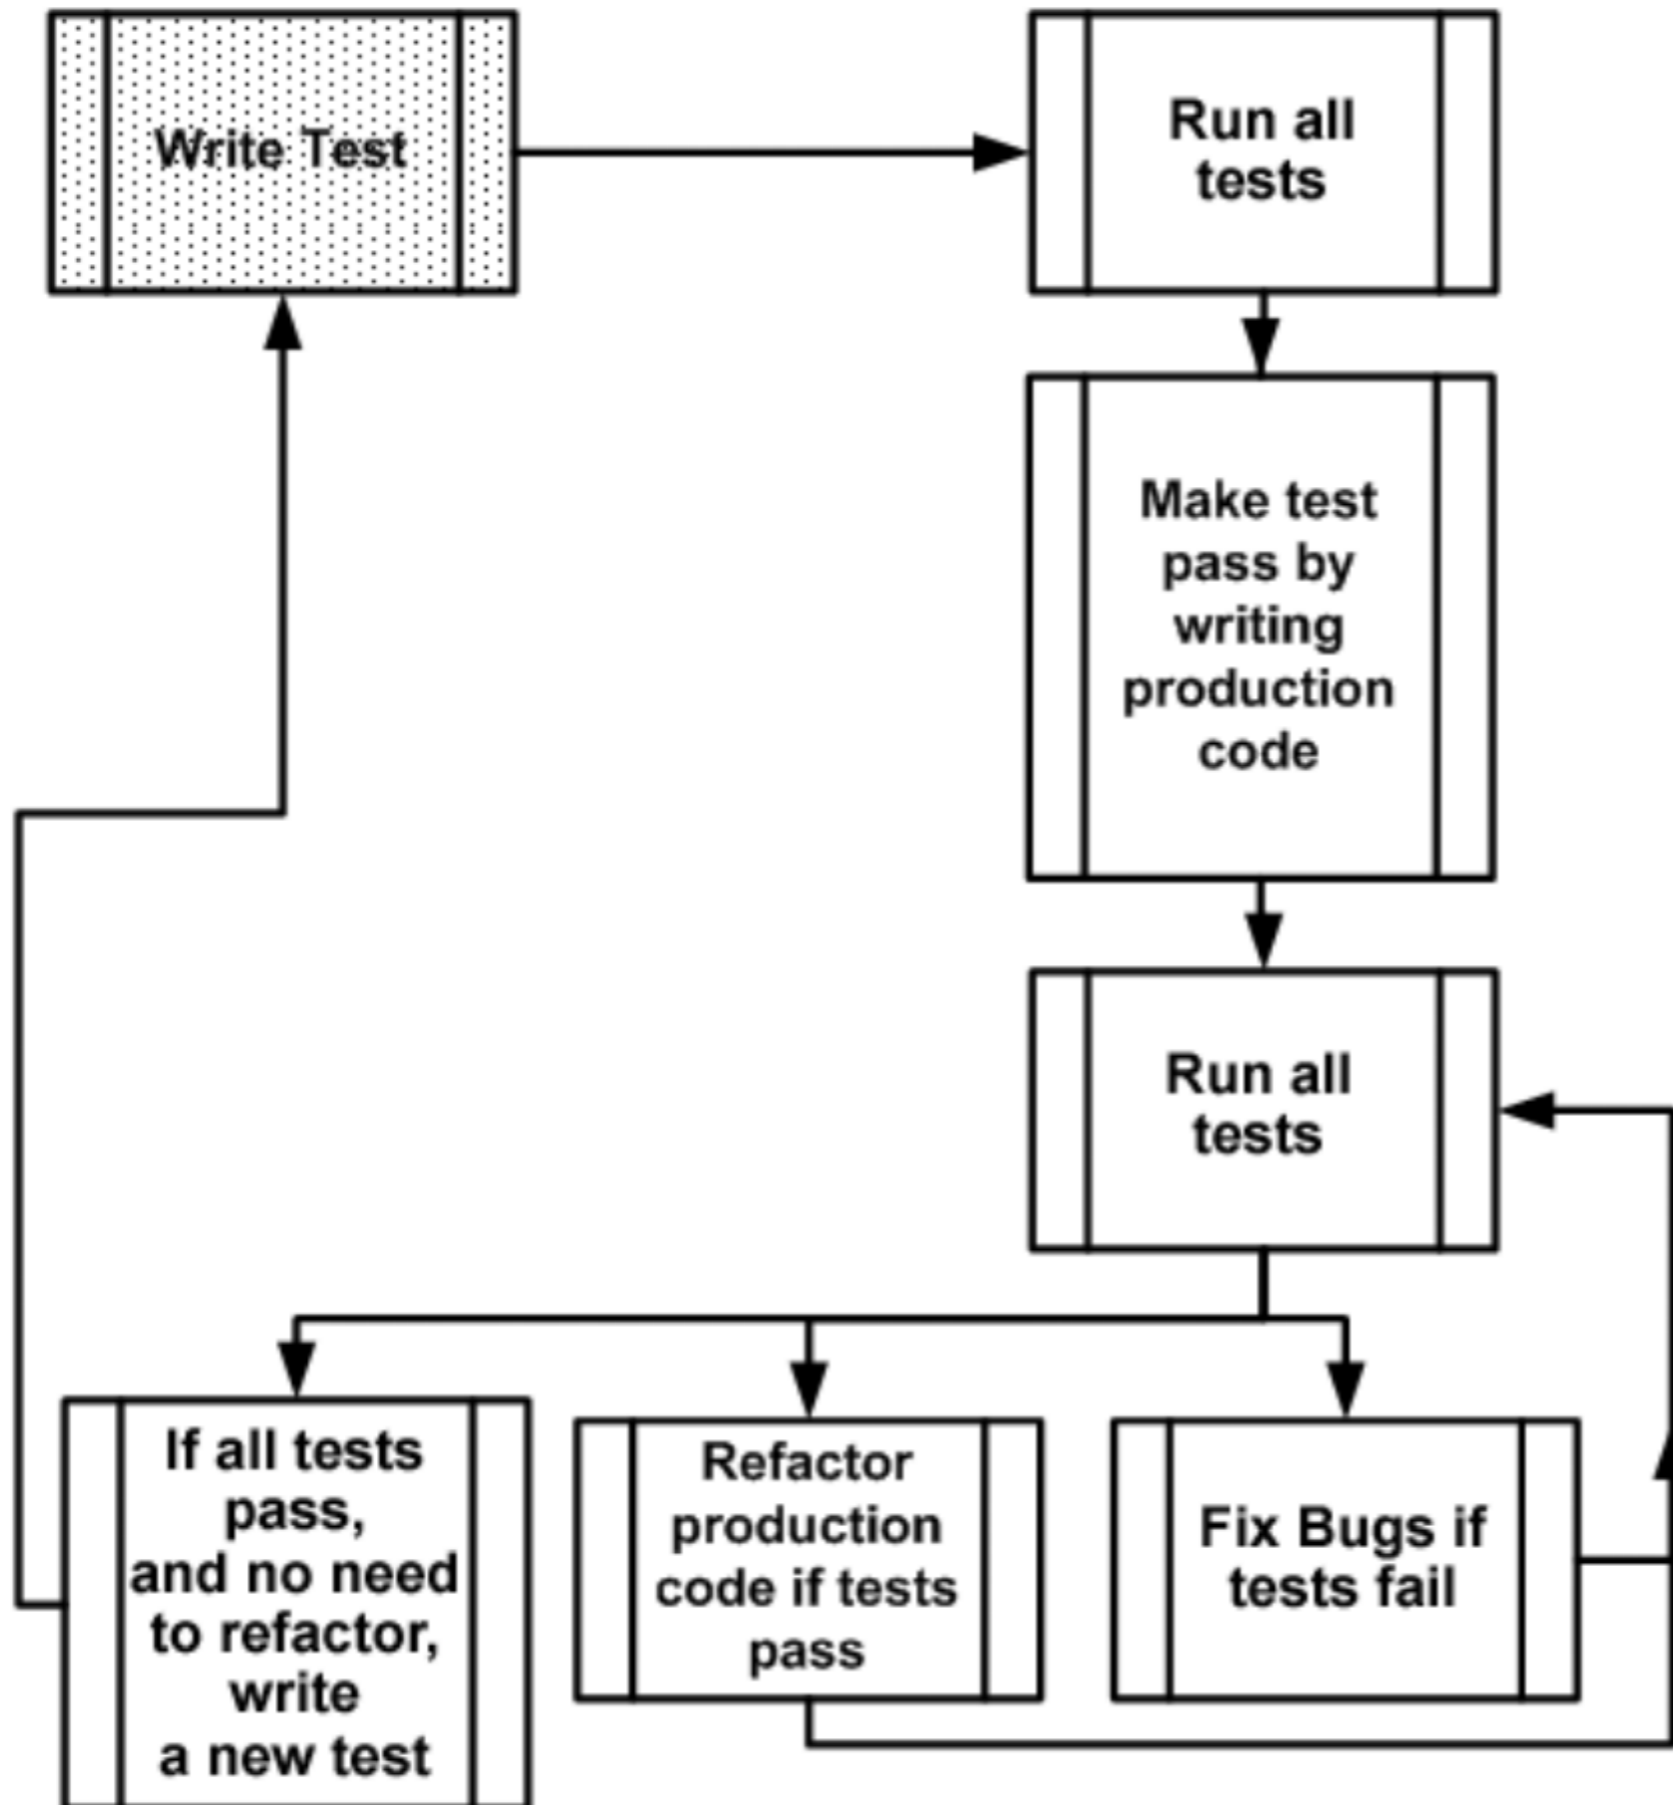 Write Test
Run all
tests
Make test
pass by
writing
production
code
Run all
tests
If all tests
pass,
and no need
to refactor,
write
a new test
Refactor
production
code if tests
pass
Fix Bugs if
tests fail